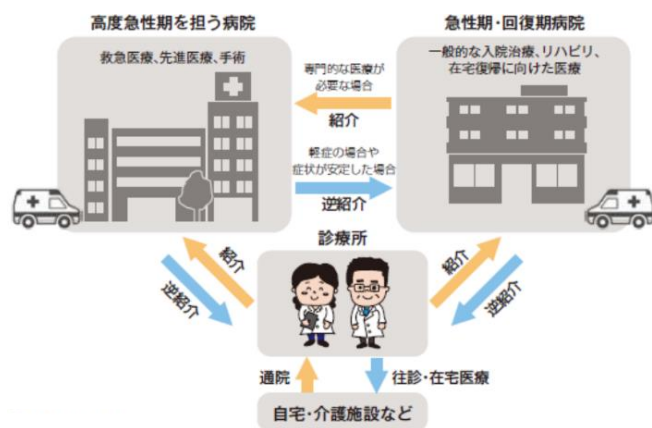 高度急性期を担う病院
急性期・回復期病院
救急医療、先進医療、手術
一般的な入院治療、リハビリ、
在宅復帰に向けた医療
専門的な医療が
必要な場合
紹介
軽症の場合や
症状が安定した場合
逆紹介
診療所
紹介
逆紹介
紹介
逆紹介
通院
往診・在宅医療
自宅・介護施設など